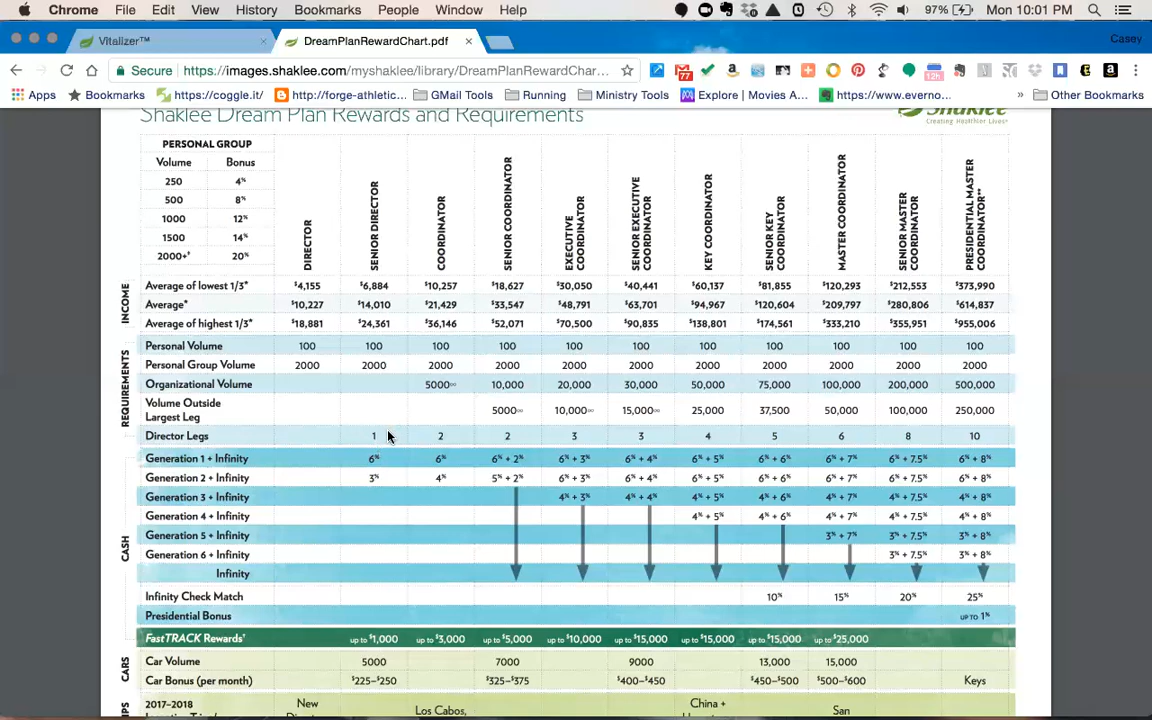 Chrome File Edit View History Bookmarks People Window Help 97% Mon 10:01 PM
Vitalizer™ × DreamPlanRewardChart.pdf × Casey
Secure https://images.shaklee.com/myshaklee/library/DreamPlanRewardChar... 77 12h
Apps Bookmarks https://coggle.it/ http://forge-athletic... GMail Tools Running Ministry Tools Explore | Movies A... https://www.everno... » Other Bookmarks
Shaklee Dream Plan Rewards and Requirements
Shaklee
Creating Healthier Lives®
PERSONAL GROUP
Volume Bonus
250 4%
500 8%
1000 12%
1500 14%
2000+† 20%
DIRECTOR
SENIOR DIRECTOR
COORDINATOR
SENIOR COORDINATOR
EXECUTIVE
COORDINATOR
SENIOR EXECUTIVE
COORDINATOR
KEY COORDINATOR
SENIOR KEY
COORDINATOR
MASTER COORDINATOR
SENIOR MASTER
COORDINATOR
PRESIDENTIAL MASTER
COORDINATOR**
INCOME
Average of lowest 1/3* $4,155 $6,884 $10,257 $18,627 $30,050 $40,441 $60,137 $81,855 $120,293 $212,553 $373,990
Average* $10,227 $14,010 $21,429 $33,547 $48,791 $63,701 $94,967 $120,604 $209,797 $280,806 $614,837
Average of highest 1/3* $18,881 $24,361 $36,146 $52,071 $70,500 $90,835 $138,801 $174,561 $333,210 $355,951 $955,006
REQUIREMENTS
Personal Volume 100 100 100 100 100 100 100 100 100 100 100
Personal Group Volume 2000 2000 2000 2000 2000 2000 2000 2000 2000 2000 2000
Organizational Volume 5000∞ 10,000 20,000 30,000 50,000 75,000 100,000 200,000 500,000
Volume Outside
Largest Leg 5000∞ 10,000∞ 15,000∞ 25,000 37,500 50,000 100,000 250,000
Director Legs 1 2 2 3 3 4 5 6 8 10
CASH
Generation 1 + Infinity 6% 6% 6% + 2% 6% + 3% 6% + 4% 6% + 5% 6% + 6% 6% + 7% 6% + 7.5% 6% + 8%
Generation 2 + Infinity 3% 4% 5% + 2% 6% + 3% 6% + 4% 6% + 5% 6% + 6% 6% + 7% 6% + 7.5% 6% + 8%
Generation 3 + Infinity 4% + 3% 4% + 4% 4% + 5% 4% + 6% 4% + 7% 4% + 7.5% 4% + 8%
Generation 4 + Infinity 4% + 5% 4% + 6% 4% + 7% 4% + 7.5% 4% + 8%
Generation 5 + Infinity 3% + 7% 3% + 7.5% 3% + 8%
Generation 6 + Infinity 3% + 7.5% 3% + 8%
Infinity
Infinity Check Match 10% 15% 20% 25%
Presidential Bonus UP TO 1%
FastTRACK Rewards† up to $1,000 up to $3,000 up to $5,000 up to $10,000 up to $15,000 up to $15,000 up to $15,000 up to $25,000
CARS
Car Volume 5000 7000 9000 13,000 15,000
Car Bonus (per month) $225–$250 $325–$375 $400–$450 $450–$500 $500–$600 Keys
2017–2018 New Los Cabos, China + San